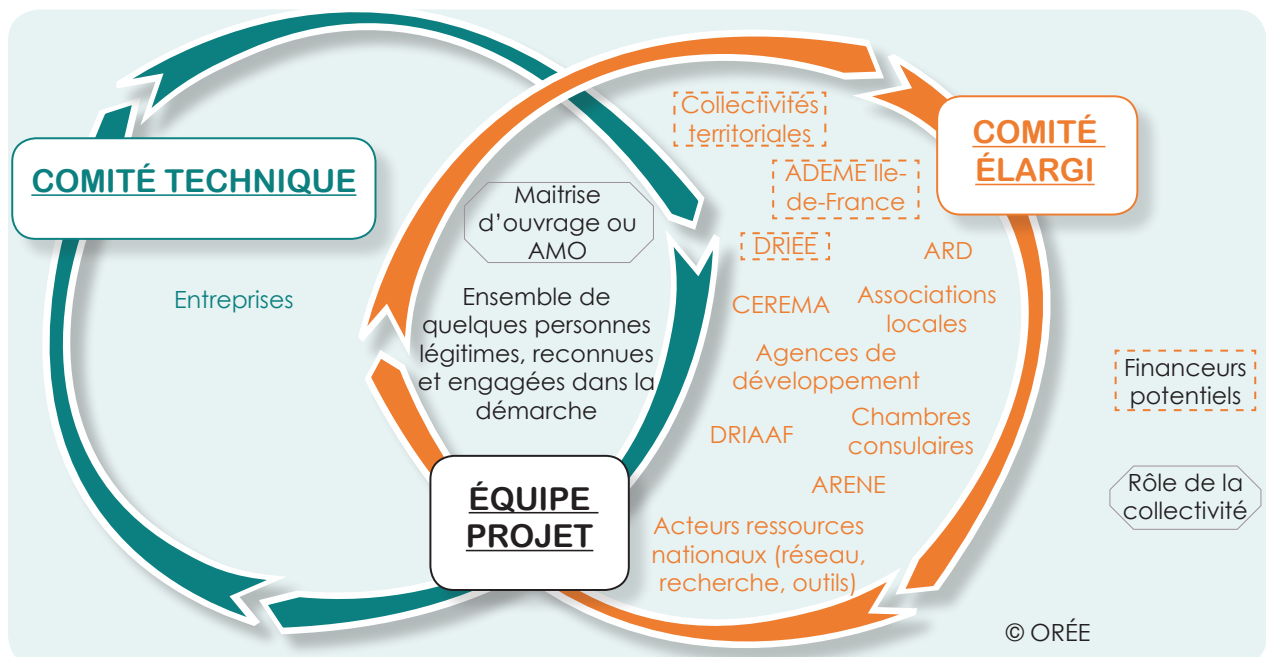 COMITÉ TECHNIQUE
Entreprises
Maitrise
d'ouvrage ou
AMO
Ensemble de
quelques personnes
légitimes, reconnues
et engagées dans la
démarche
ÉQUIPE
PROJET
COMITÉ
ÉLARGI
Collectivités
territoriales
ADEME Ile-
de-France
DRIEE
ARD
CEREMA
Associations
locales
Agences de
développement
DRIAAF
Chambres
consulaires
ARENE
Acteurs ressources
nationaux (réseau,
recherche, outils)
Financeurs
potentiels
Rôle de la
collectivité
© ORÉE